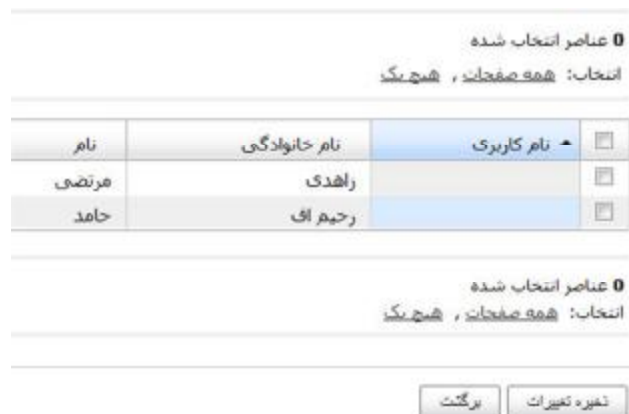 0 عناصر انتخاب شده
انتخاب: همه صفحات , هیچ یک
نام کاربری نام خانوادگی نام
راهدی مرتضی
رحیم اف حامد
0 عناصر انتخاب شده
انتخاب: همه صفحات , هیچ یک
ذخیره تغییرات برگشت